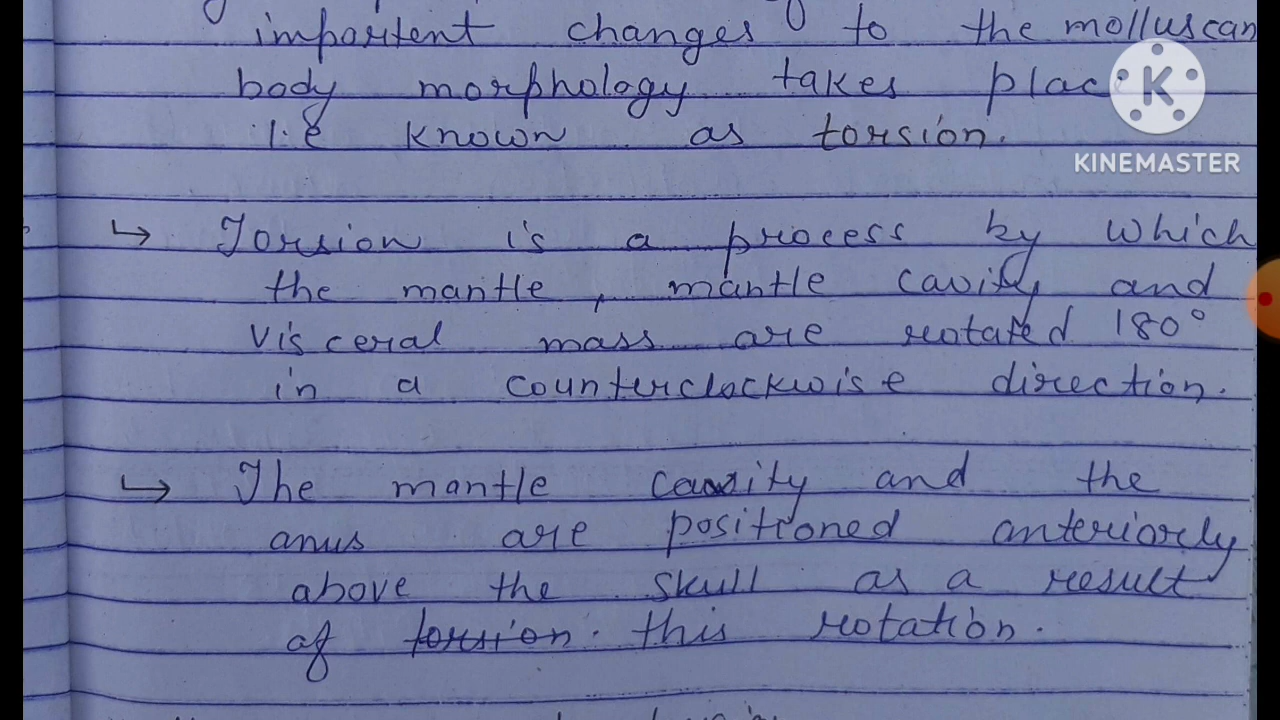 imporitent changes to the molluscan
body morphology takes place
i.e known as torsion.
KINEMASTER
↳ Torsion is a process by which
the mantle, mantle cavity and
visceral mass are rotated 180°
in a counterclockwise direction.
↳ The mantle cavity and the
anus are positioned anteriorly
above the skull as a result
of torsion. this rotation.